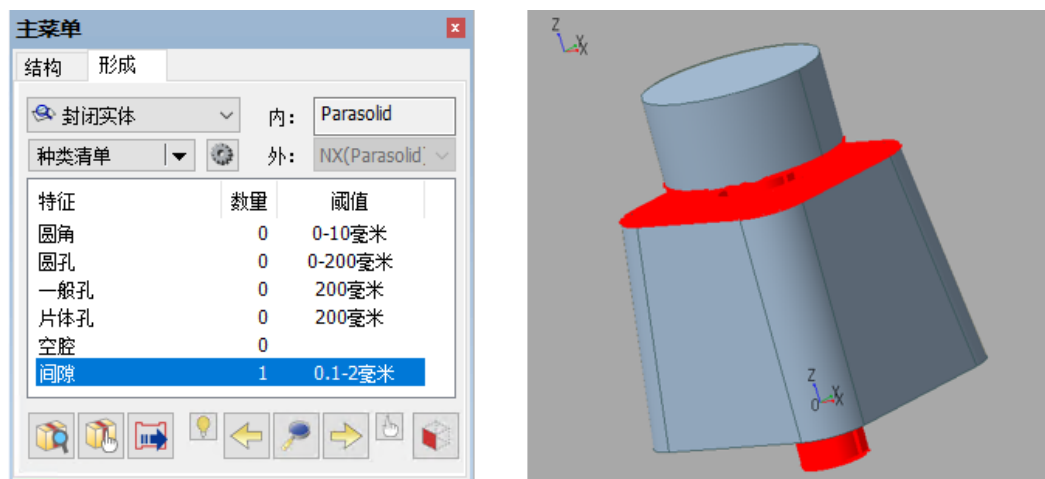 主菜单
结构 形成
封闭实体 内: Parasolid
种类清单 外: NX(Parasolid)
特征 数量 阈值
圆角 0 0-10毫米
圆孔 0 0-200毫米
一般孔 0 200毫米
片体孔 0 200毫米
空腔 0
间隙 1 0.1-2毫米
Z
Y
X
Z
Y
O X